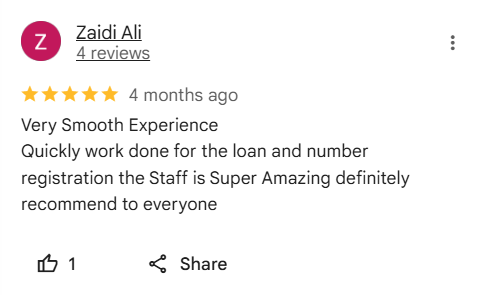 Z
Zaidi Ali
4 reviews
4 months ago
Very Smooth Experience
Quickly work done for the loan and number
registration the Staff is Super Amazing definitely
recommend to everyone
1
Share